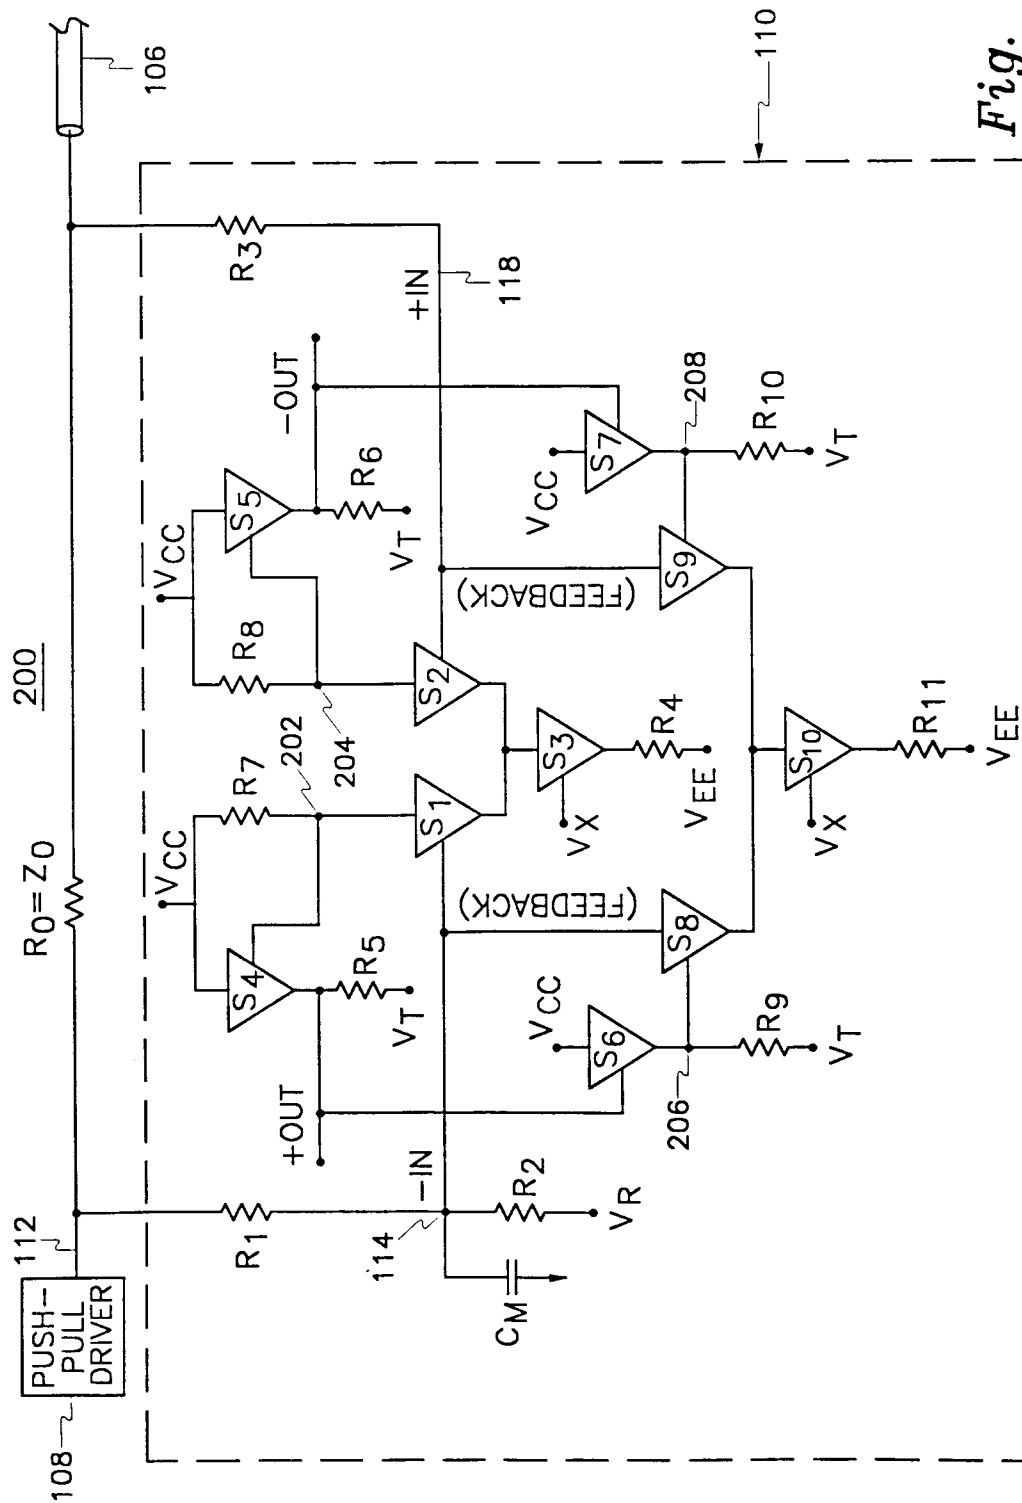 200
R0=Z0
112
PUSH-
PULL
DRIVER
108
106
VCC
VCC
R7
R8
S4
S5
202
204
R1
+OUT
R5
VT
−OUT
R6
VT
R3
114
−IN
+IN
118
S1
S2
CM
R2
VR
(FEEDBACK)
(FEEDBACK)
VX
S3
R4
VEE
VCC
S6
VCC
S7
206
S8
S9
208
R9
VT
R10
VT
VX
S10
R11
VEE
110
Fig.